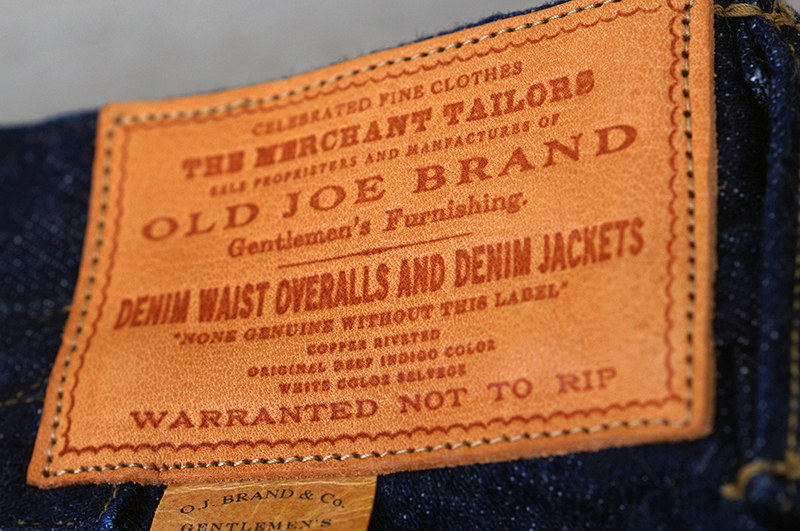 CELEBRATED FINE CLOTHES
THE MERCHANT TAILORS
SALE PROPRISTERS AND MANFACTURES OF
OLD JOE BRAND
Gentlemen's Furnishing.
DENIM WAIST OVERALLS AND DENIM JACKETS
"NONE GENUINE WITHOUT THIS LABEL"
COPPER RIVETED
ORIGINAL DEEP INDIGO COLOR
WHITE COLOR SELVEGE
WARRANTED NOT TO RIP
O.J. BRAND & Co.
GENTLEMEN'S